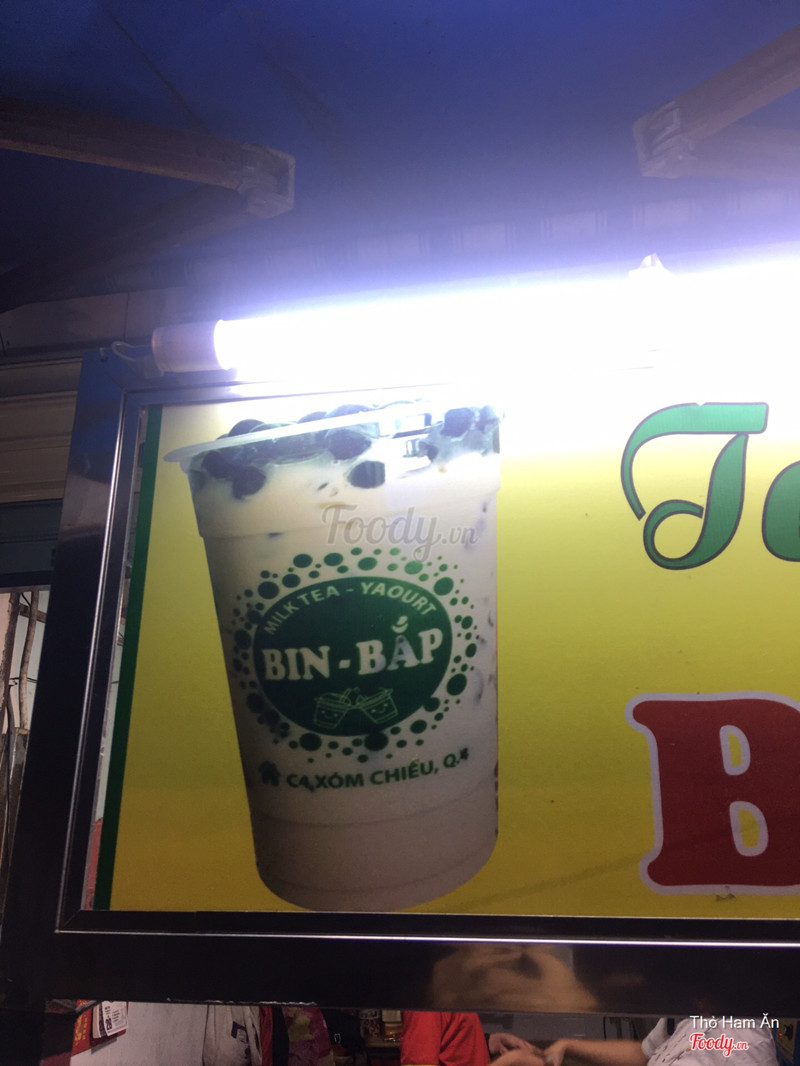 Foody.vn
MILK TEA - YAOURT
BIN - BẮP
C4, XÓM CHIẾU, Q.4
B
Thỏ Ham Ăn
Foody.vn